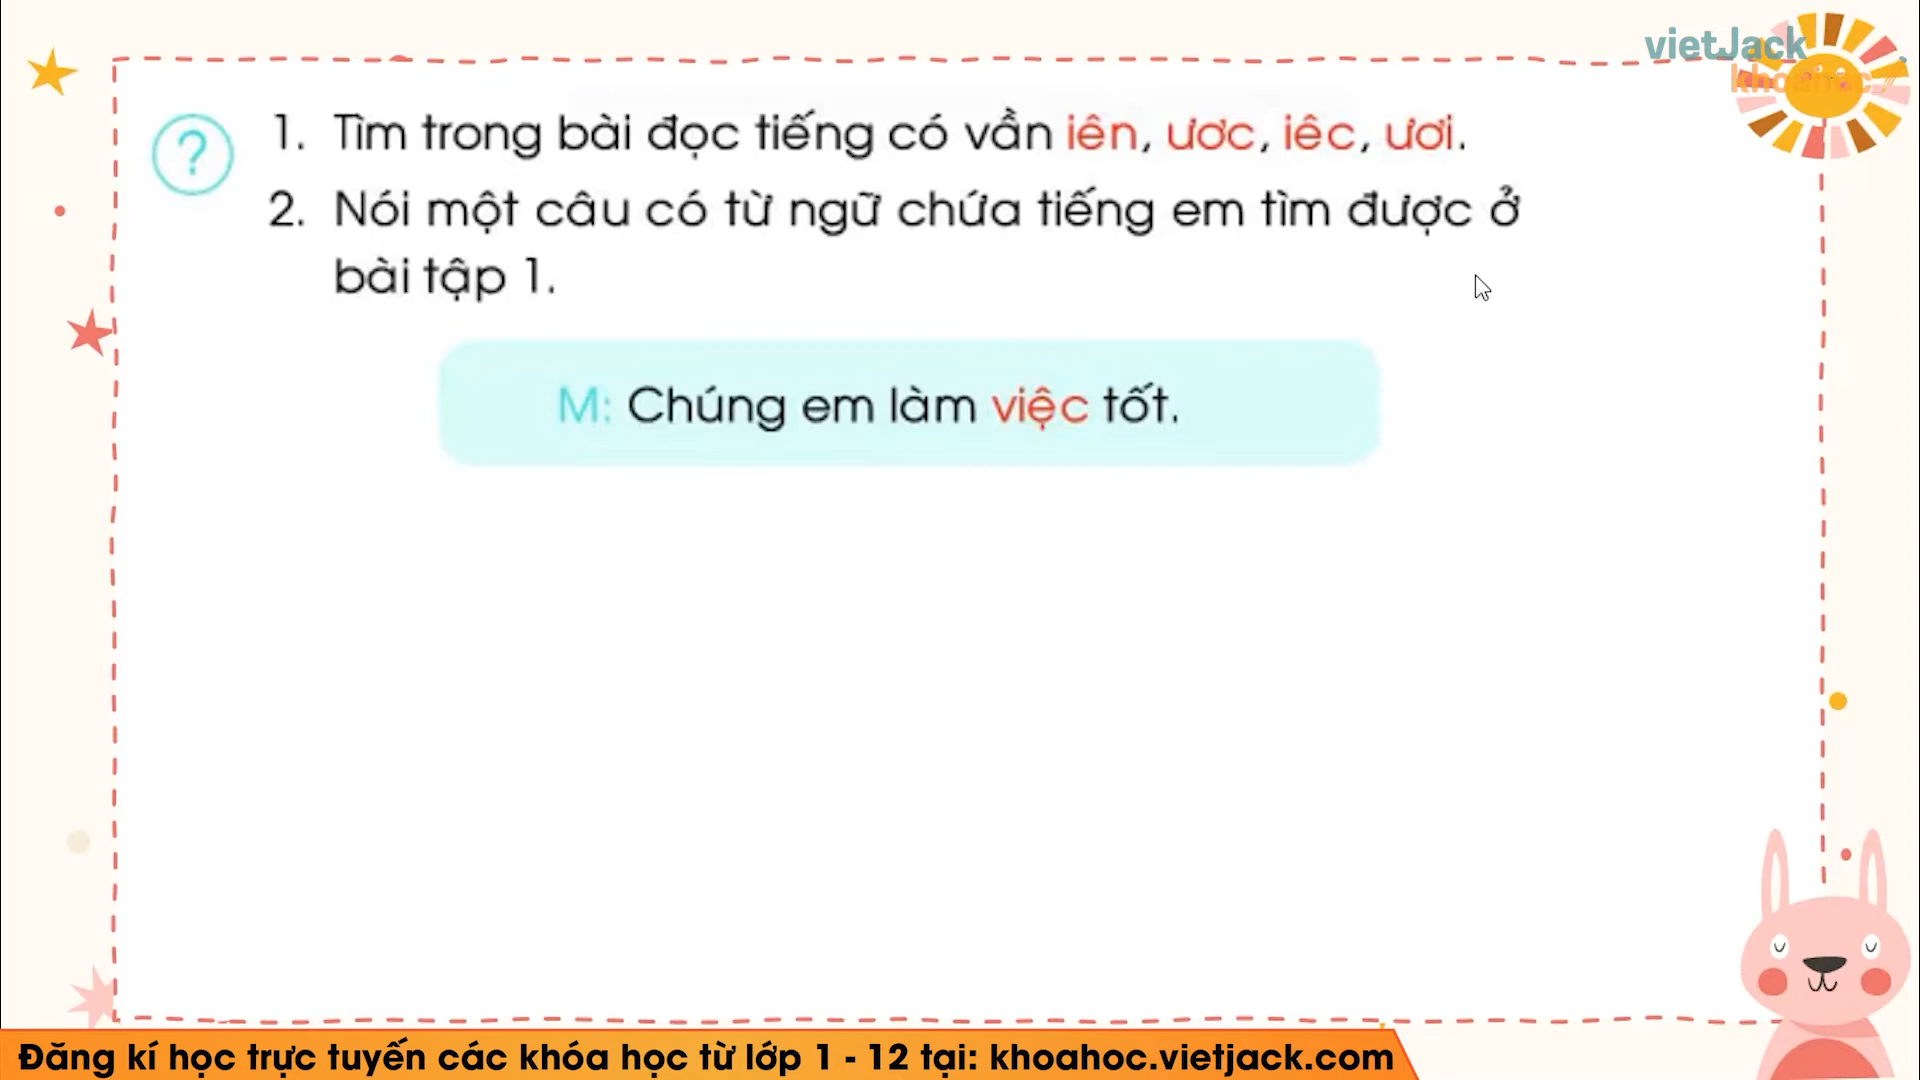 vietJack
khoahoc
?
1. Tìm trong bài đọc tiếng có vần iên, ươc, iêc, ươi.
2. Nói một câu có từ ngữ chứa tiếng em tìm được ở
bài tập 1.
M: Chúng em làm việc tốt.
Đăng kí học trực tuyến các khóa học từ lớp 1 - 12 tại: khoahoc.vietjack.com